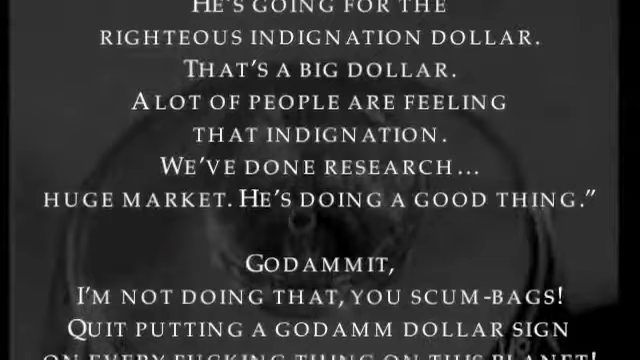 HE'S GOING FOR THE
RIGHTEOUS INDIGNATION DOLLAR.
THAT'S A BIG DOLLAR.
A LOT OF PEOPLE ARE FEELING
THAT INDIGNATION.
WE'VE DONE RESEARCH...
HUGE MARKET. HE'S DOING A GOOD THING."
GODAMMIT,
I'M NOT DOING THAT, YOU SCUM-BAGS!
QUIT PUTTING A GODAMM DOLLAR SIGN
ON EVERY FUCKING THING ON THIS PLANET!